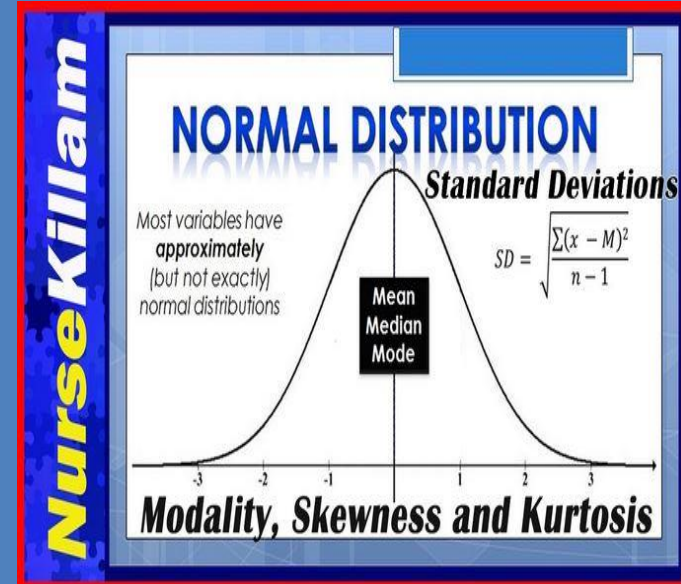 NurseKillam
NORMAL DISTRIBUTION
Standard Deviations
Most variables have
approximately
(but not exactly)
normal distributions
SD = √(Σ(x − M)² / (n − 1))
Mean
Median
Mode
-3 -2 -1 1 2 3
Modality, Skewness and Kurtosis